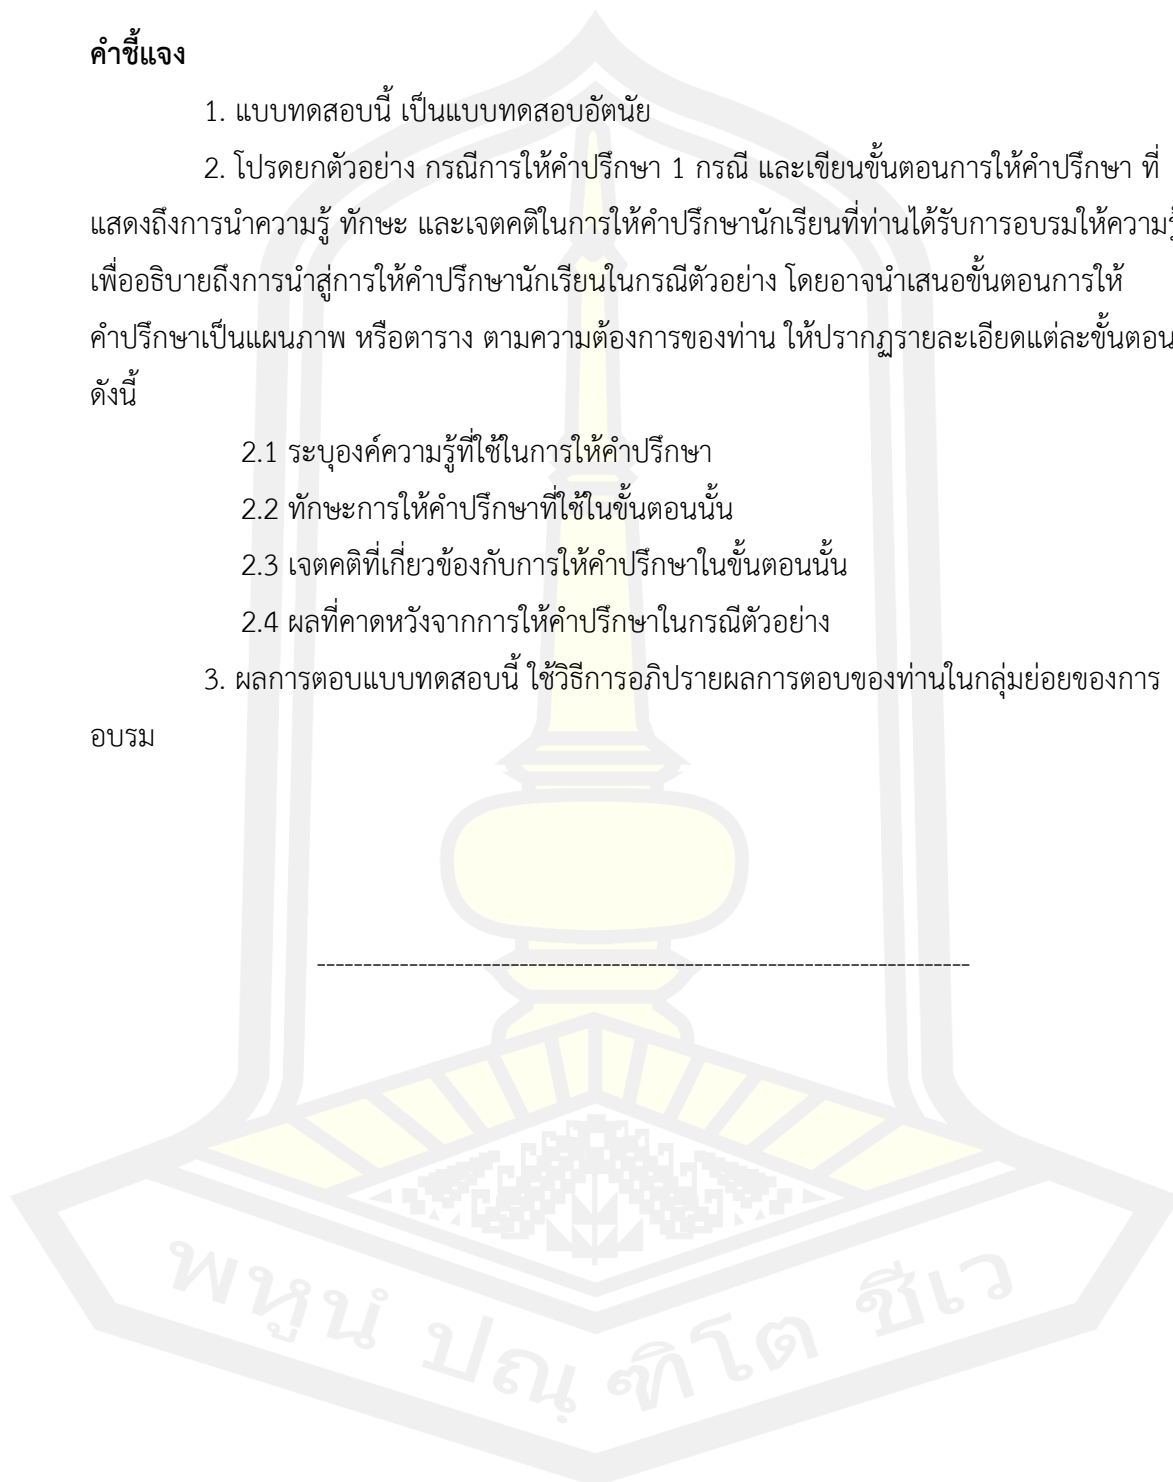 คำชี้แจง
1. แบบทดสอบนี้ เป็นแบบทดสอบอัตนัย
2. โปรดยกตัวอย่าง กรณีการให้คำปรึกษา 1 กรณี และเขียนขั้นตอนการให้คำปรึกษา ที่
แสดงถึงการนำความรู้ ทักษะ และเจตคติในการให้คำปรึกษานักเรียนที่ท่านได้รับการอบรมให้ความรู้
เพื่ออธิบายถึงการนำสู่การให้คำปรึกษานักเรียนในกรณีตัวอย่าง โดยอาจนำเสนอขั้นตอนการให้
คำปรึกษาเป็นแผนภาพ หรือตาราง ตามความต้องการของท่าน ให้ปรากฏรายละเอียดแต่ละขั้นตอน
ดังนี้
2.1 ระบุองค์ความรู้ที่ใช้ในการให้คำปรึกษา
2.2 ทักษะการให้คำปรึกษาที่ใช้ในขั้นตอนนั้น
2.3 เจตคติที่เกี่ยวข้องกับการให้คำปรึกษาในขั้นตอนนั้น
2.4 ผลที่คาดหวังจากการให้คำปรึกษาในกรณีตัวอย่าง
3. ผลการตอบแบบทดสอบนี้ ใช้วิธีการอภิปรายผลการตอบของท่านในกลุ่มย่อยของการ
อบรม
-----------------------------------------------------------------------
พหูนํ ปณฺฑิโต ชีเว